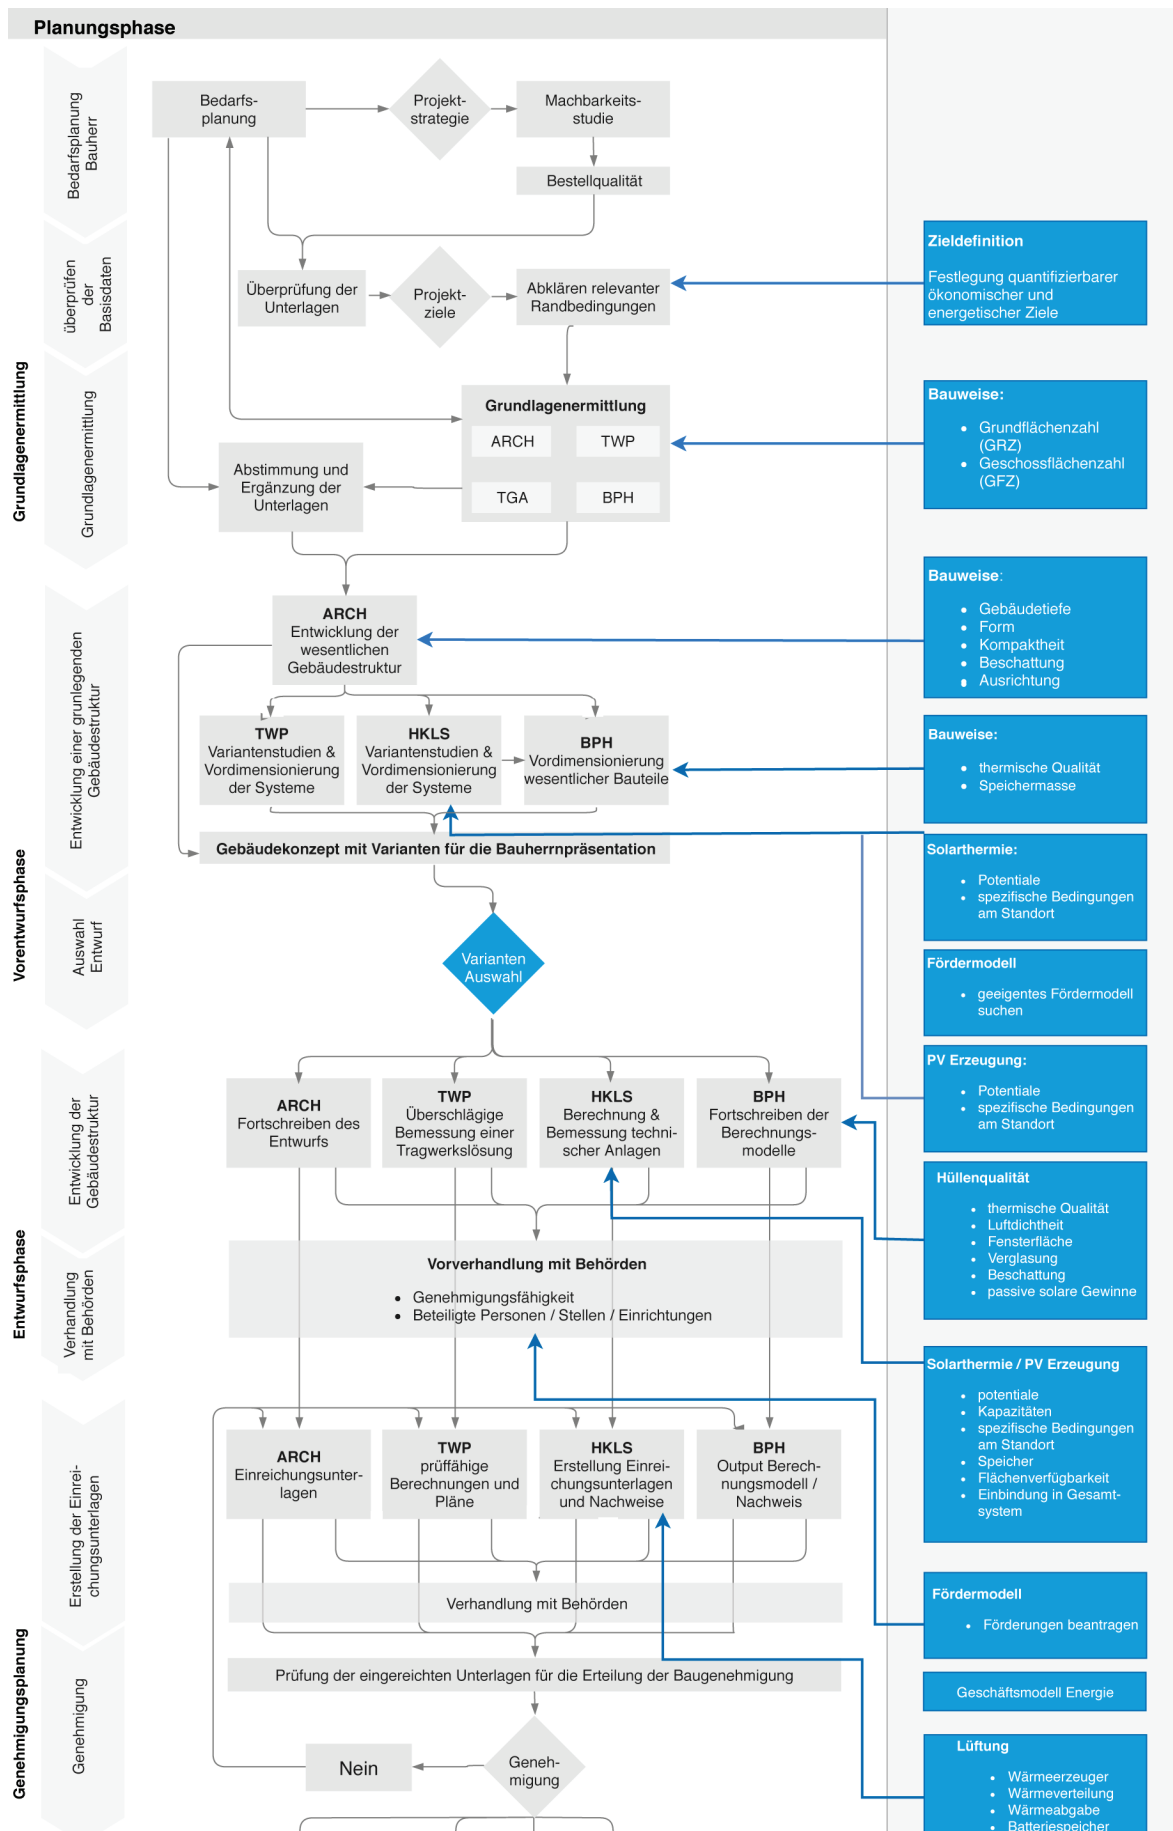 Planungsphase
Bedarfsplanung
Bauherr
Bedarfs-
planung
Projekt-
strategie
Machbarkeits-
studie
Bestellqualität
überprüfen
der
Basisdaten
Überprüfung der
Unterlagen
Projekt-
ziele
Abklären relevanter
Randbedingungen
Zieldefinition
Festlegung quantifizierbarer
ökonomischer und
energetischer Ziele
Grundlagenermittlung
Grundlagenermittlung
Grundlagenermittlung
ARCH
TWP
TGA
BPH
Abstimmung und
Ergänzung der
Unterlagen
Bauweise:
Grundflächenzahl
(GRZ)
Geschossflächenzahl
(GFZ)
Vorentwurfsphase
Entwicklung einer grunlegenden
Gebäudestruktur
ARCH
Entwicklung der
wesentlichen
Gebäudestruktur
Bauweise:
Gebäudetiefe
Form
Kompaktheit
Beschattung
Ausrichtung
TWP
Variantenstudien &
Vordimensionierung
der Systeme
HKLS
Variantenstudien &
Vordimensionierung
der Systeme
BPH
Vordimensionierung
wesentlicher Bauteile
Bauweise:
thermische Qualität
Speichermasse
Gebäudekonzept mit Varianten für die Bauherrnpräsentation
Solarthermie:
Potentiale
spezifische Bedingungen
am Standort
Auswahl
Entwurf
Varianten
Auswahl
Fördermodell
geeigentes Fördermodell
suchen
PV Erzeugung:
Potentiale
spezifische Bedingungen
am Standort
Entwurfsphase
Entwicklung der
Gebäudestruktur
ARCH
Fortschreiben des
Entwurfs
TWP
Überschlägige
Bemessung einer
Tragwerkslösung
HKLS
Berechnung &
Bemessung techni-
scher Anlagen
BPH
Fortschreiben der
Berechnungs-
modelle
Hüllenqualität
thermische Qualität
Luftdichtheit
Fensterfläche
Verglasung
Beschattung
passive solare Gewinne
Verhandlung
mit Behörden
Vorverhandlung mit Behörden
Genehmigungsfähigkeit
Beteiligte Personen / Stellen / Einrichtungen
Solarthermie / PV Erzeugung
potentiale
Kapazitäten
spezifische Bedingungen
am Standort
Speicher
Flächenverfügbarkeit
Einbindung in Gesamt-
system
Genehmigungsplanung
Erstellung der Einrei-
chungsunterlagen
ARCH
Einreichungsunter-
lagen
TWP
prüffähige
Berechnungen und
Pläne
HKLS
Erstellung Einrei-
chungsunterlagen
und Nachweise
BPH
Output Berech-
nungsmodell /
Nachweis
Verhandlung mit Behörden
Fördermodell
Förderungen beantragen
Genehmigung
Prüfung der eingereichten Unterlagen für die Erteilung der Baugenehmigung
Geschäftsmodell Energie
Nein
Geneh-
migung
Lüftung
Wärmeerzeuger
Wärmeverteilung
Wärmeabgabe
Batteriespeicher